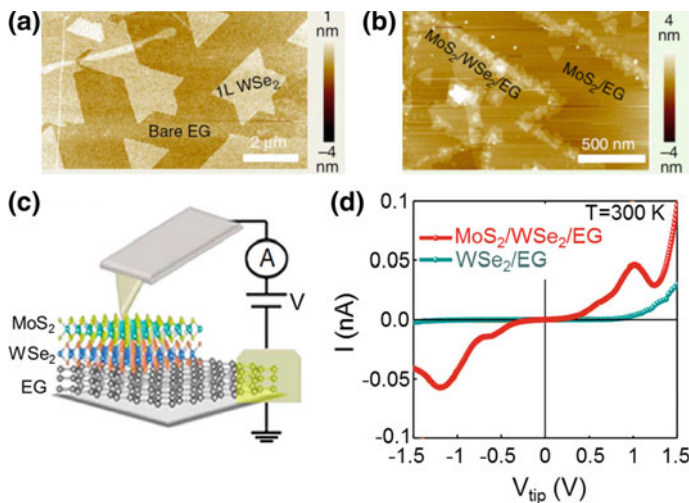 (a)
1 nm
1L WSe2
Bare EG
2 μm
–4 nm
(b)
4 nm
MoS2/WSe2/EG
MoS2/EG
500 nm
–4 nm
(c)
A
V
MoS2
WSe2
EG
(d)
T=300 K
MoS2/WSe2/EG
WSe2/EG
0.1
0.05
0.0
-0.05
-0.1
I (nA)
-1.5 -1 -0.5 0 0.5 1 1.5
Vtip (V)